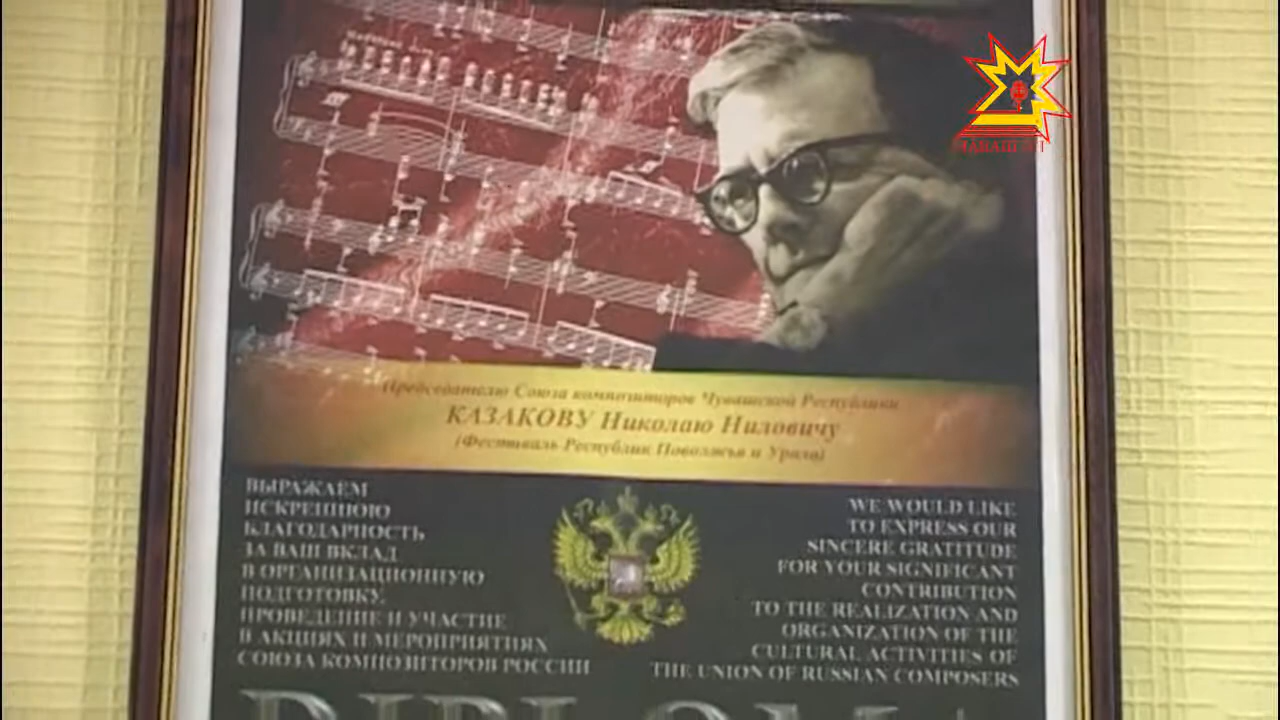 Председателю Союза композиторов Чувашской Республики
КАЗАКОВУ Николаю Ниловичу
(Фестиваль Республик Поволжья и Урала)
ВЫРАЖАЕМ
ИСКРЕННЮЮ
БЛАГОДАРНОСТЬ
ЗА ВАШ ВКЛАД
В ОРГАНИЗАЦИОННУЮ
ПОДГОТОВКУ,
ПРОВЕДЕНИЕ И УЧАСТИЕ
В АКЦИЯХ И МЕРОПРИЯТИЯХ
СОЮЗА КОМПОЗИТОРОВ РОССИИ
WE WOULD LIKE
TO EXPRESS OUR
SINCERE GRATITUDE
FOR YOUR SIGNIFICANT
CONTRIBUTION
TO THE REALIZATION AND
ORGANIZATION OF THE
CULTURAL ACTIVITIES OF
THE UNION OF RUSSIAN COMPOSERS